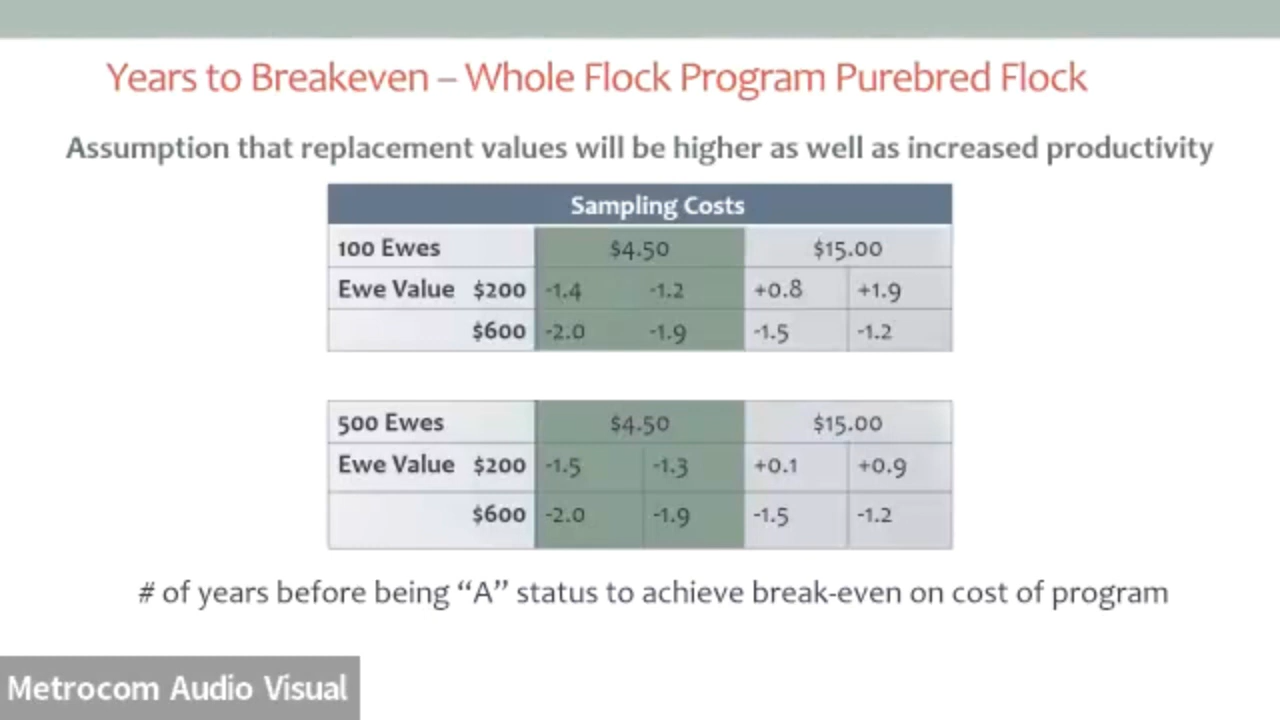 Years to Breakeven – Whole Flock Program Purebred Flock
Assumption that replacement values will be higher as well as increased productivity
Sampling Costs
100 Ewes $4.50 $15.00
Ewe Value $200 -1.4 -1.2 +0.8 +1.9
$600 -2.0 -1.9 -1.5 -1.2
500 Ewes $4.50 $15.00
Ewe Value $200 -1.5 -1.3 +0.1 +0.9
$600 -2.0 -1.9 -1.5 -1.2
# of years before being “A” status to achieve break-even on cost of program
Metrocom Audio Visual